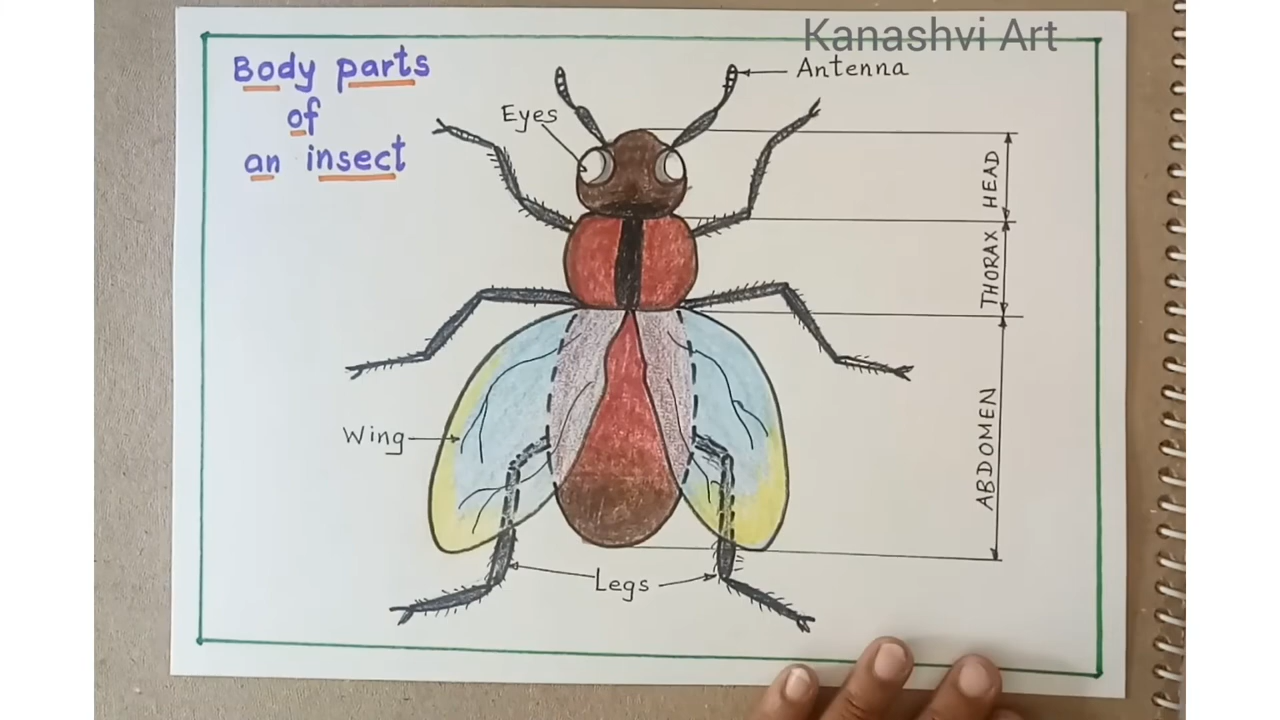 Kanashvi Art
Body parts
of
an insect
Antenna
Eyes
HEAD
THORAX
Wing
ABDOMEN
Legs